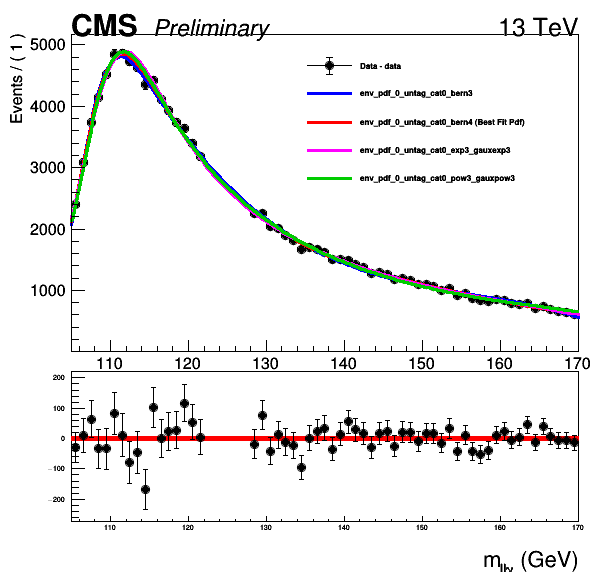 CMS Preliminary 13 TeV
Events / ( 1 )
5000
4000
3000
2000
1000
Data - data
env_pdf_0_untag_cat0_bern3
env_pdf_0_untag_cat0_bern4 (Best Fit Pdf)
env_pdf_0_untag_cat0_exp3_gauxexp3
env_pdf_0_untag_cat0_pow3_gauxpow3
110 120 130 140 150 160 170
200
100
0
-100
-200
110 120 130 140 150 160 170
m_llγ (GeV)